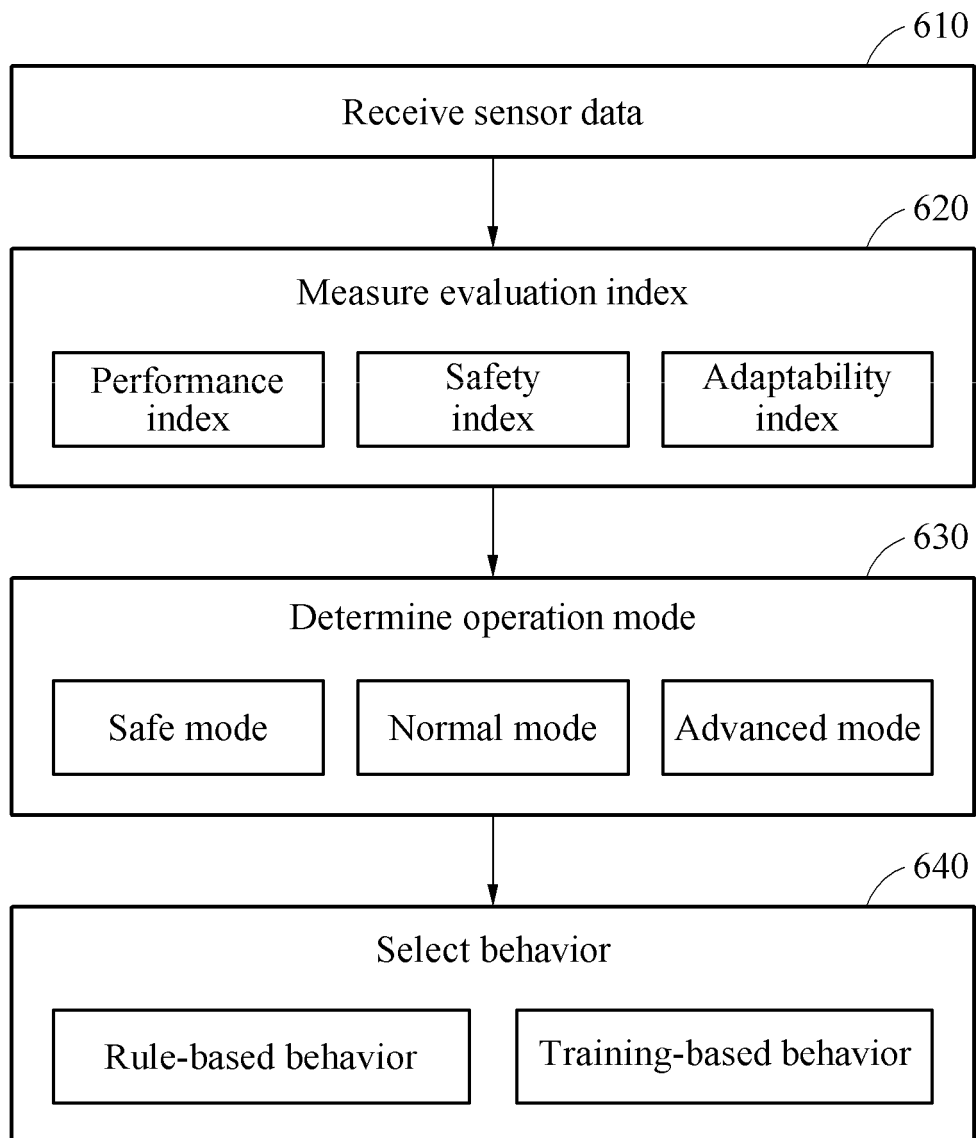 610
Receive sensor data
620
Measure evaluation index
Performance
index
Safety
index
Adaptability
index
630
Determine operation mode
Safe mode
Normal mode
Advanced mode
640
Select behavior
Rule-based behavior
Training-based behavior